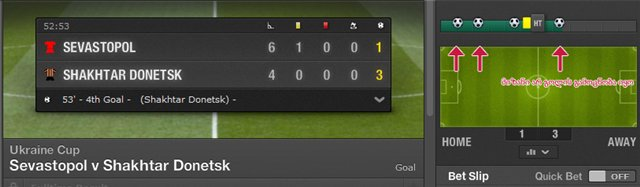 52:53
SEVASTOPOL 6 1 0 0 1
SHAKHTAR DONETSK 4 0 0 0 3
53' - 4th Goal - (Shakhtar Donetsk) -
Ukraine Cup
Sevastopol v Shakhtar Donetsk
Goal
HT
1 3
HOME AWAY
Bet Slip Quick Bet OFF